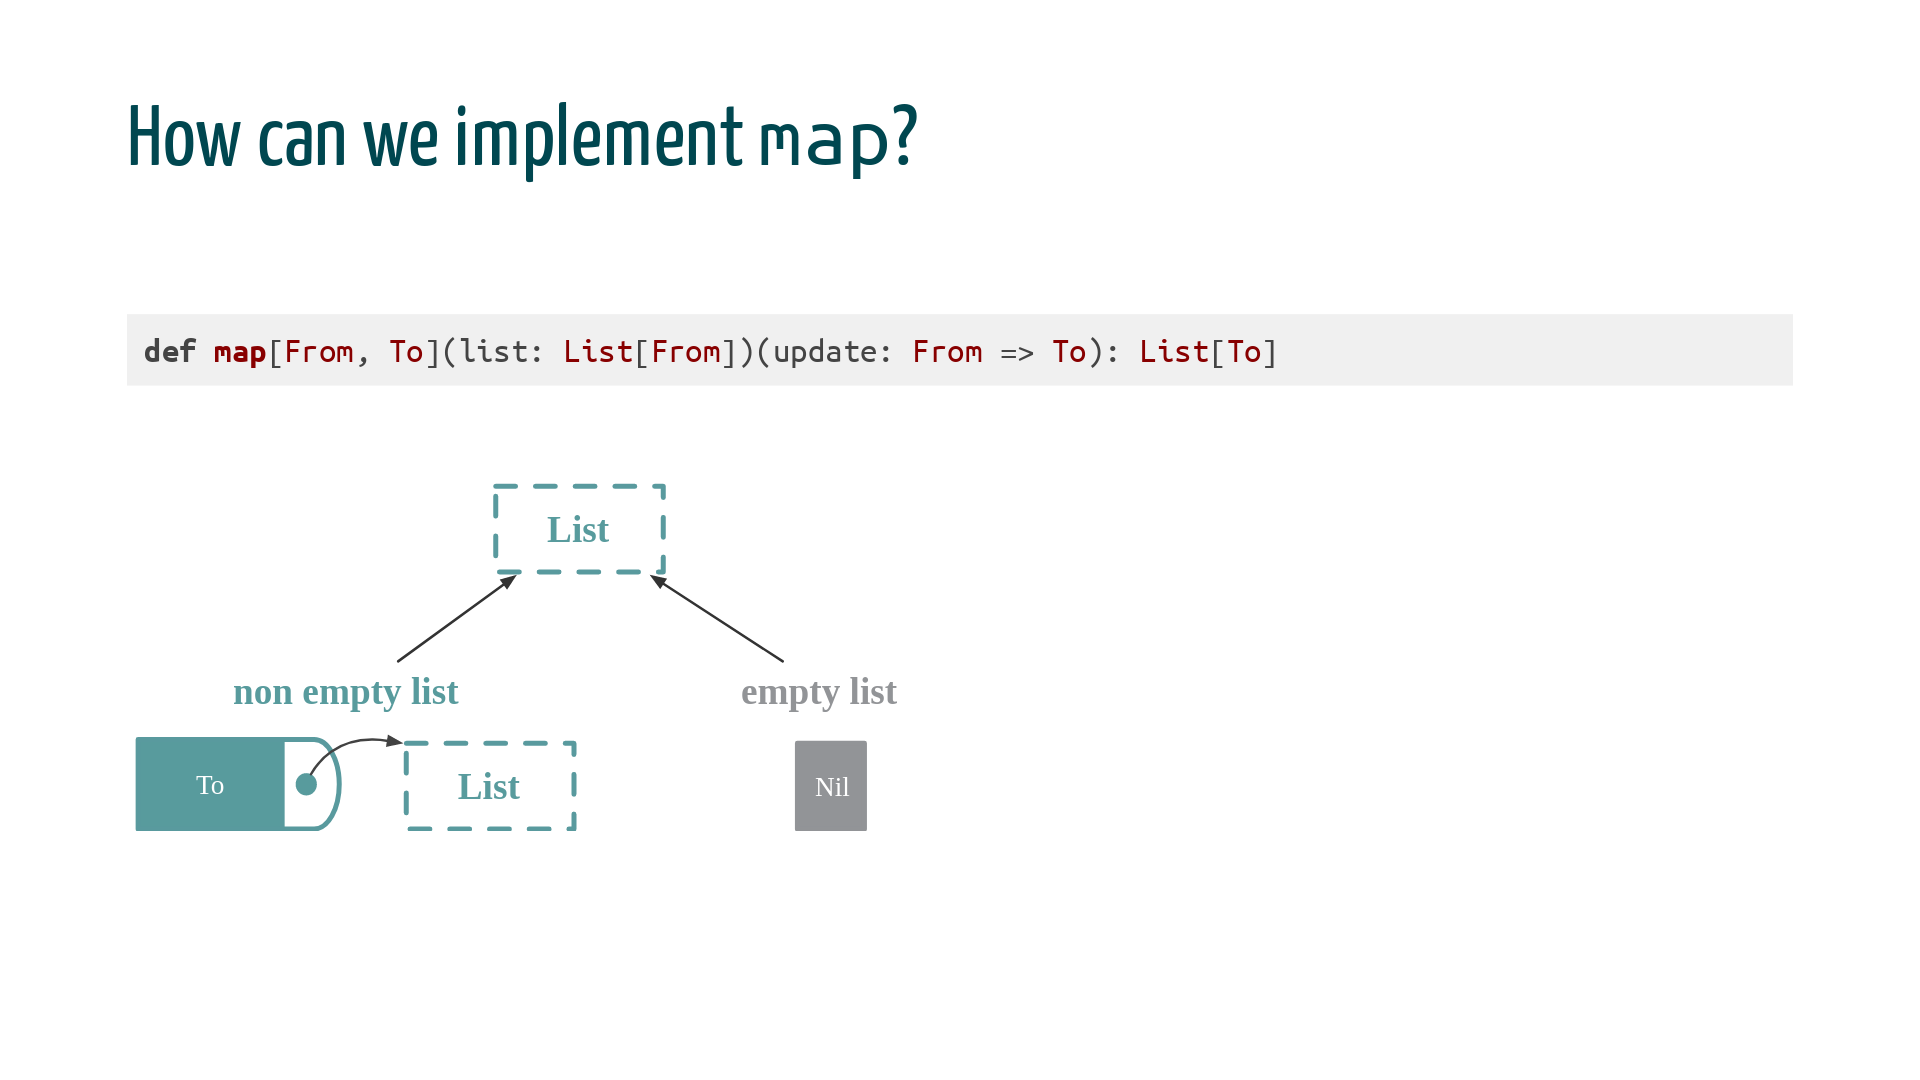 How can we implement map?
def map[From, To](list: List[From])(update: From => To): List[To]
List
non empty list
empty list
To
List
Nil